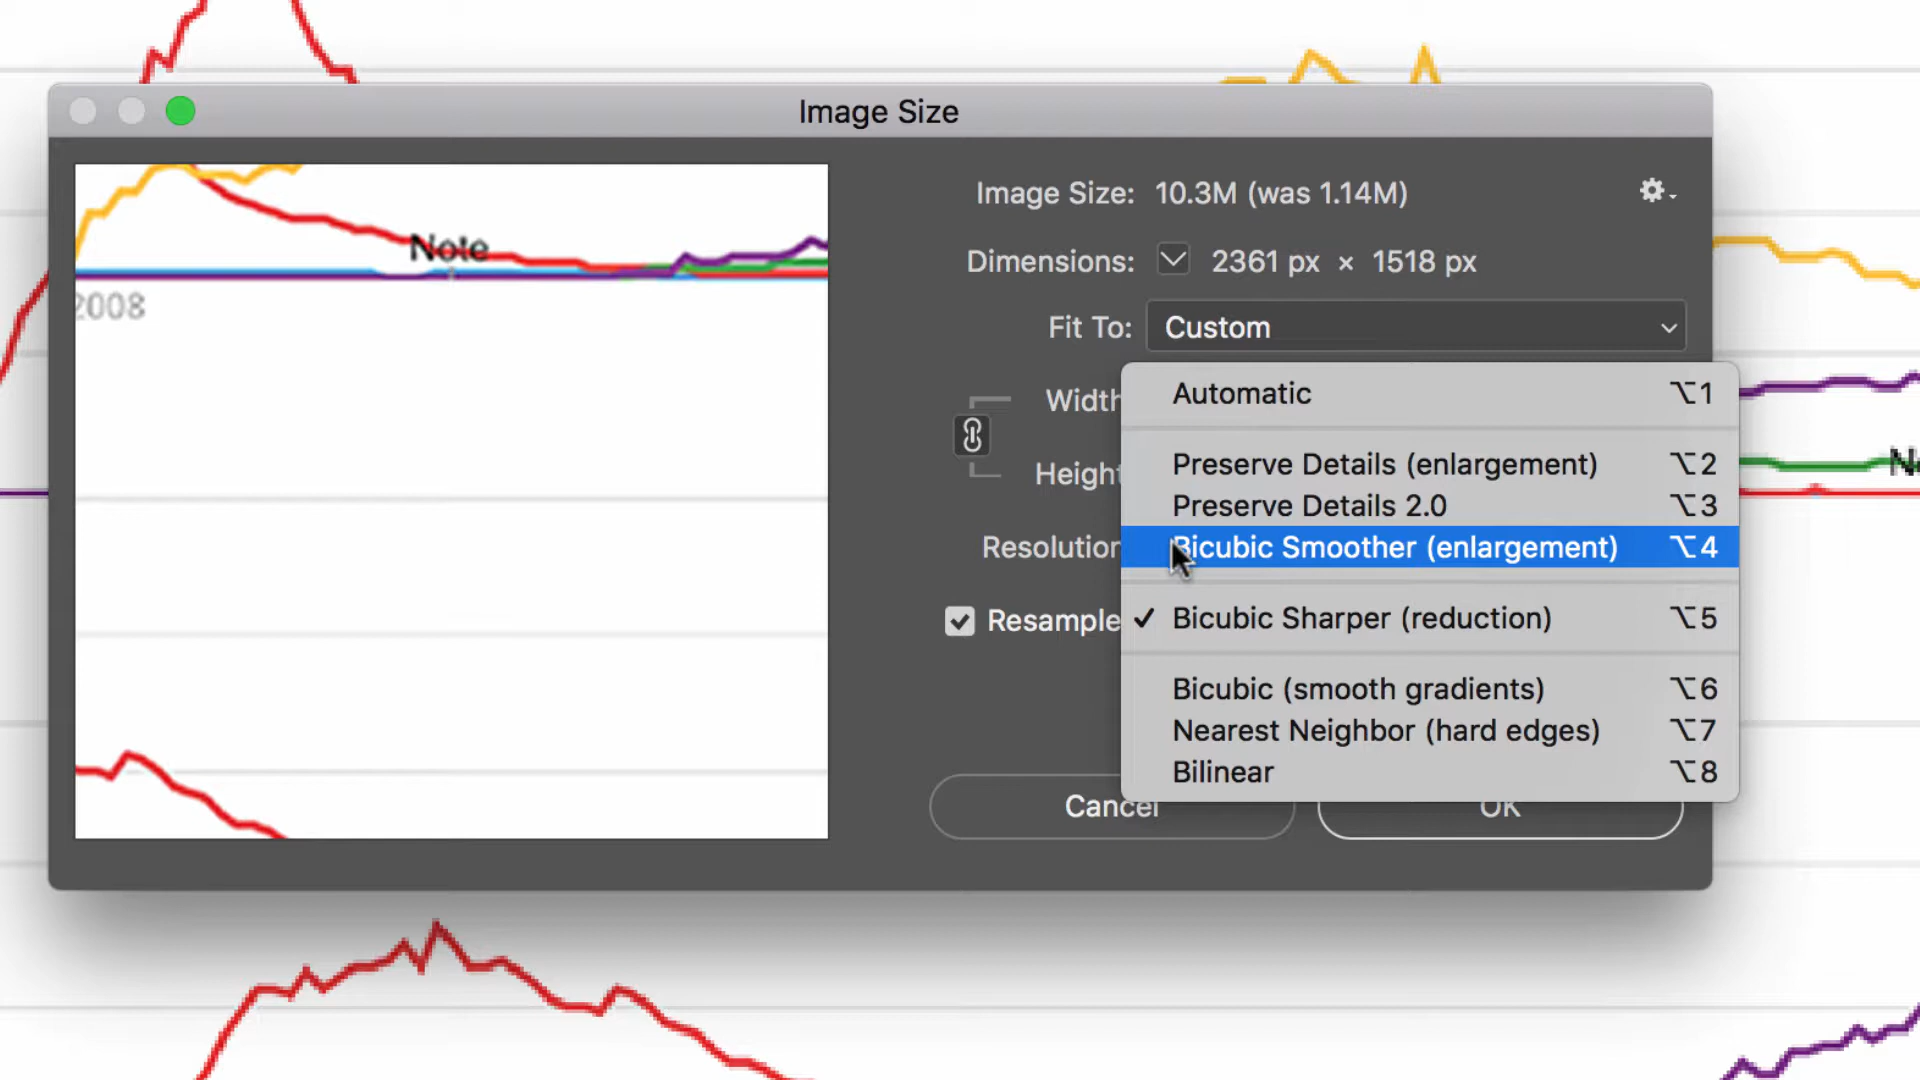 Image Size
Image Size: 10.3M (was 1.14M)
Dimensions: 2361 px × 1518 px
Fit To: Custom
Width
Height
Resolution
Resample
Automatic ⌥1
Preserve Details (enlargement) ⌥2
Preserve Details 2.0 ⌥3
Bicubic Smoother (enlargement) ⌥4
✓ Bicubic Sharper (reduction) ⌥5
Bicubic (smooth gradients) ⌥6
Nearest Neighbor (hard edges) ⌥7
Bilinear ⌥8
Cancel
OK
Note
2008